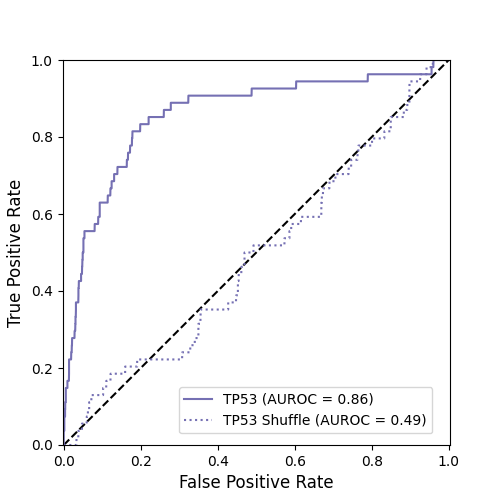 1.0
0.8
0.6
0.4
0.2
0.0
True Positive Rate
TP53 (AUROC = 0.86)
TP53 Shuffle (AUROC = 0.49)
0.0 0.2 0.4 0.6 0.8 1.0
False Positive Rate